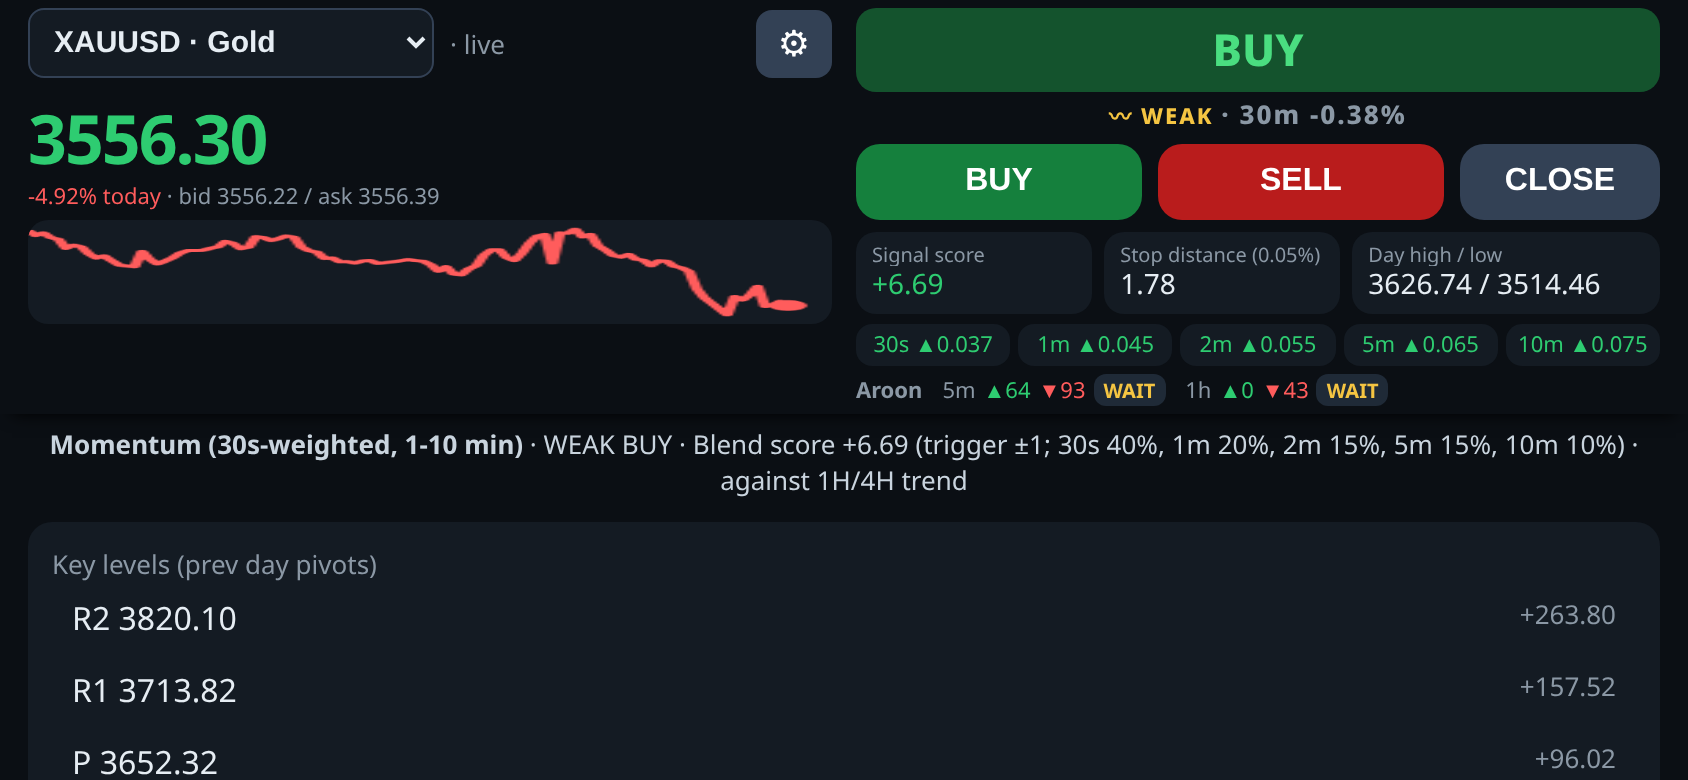 XAUUSD · Gold
· live
BUY
WEAK · 30m -0.38%
3556.30
-4.92% today · bid 3556.22 / ask 3556.39
BUY
SELL
CLOSE
Signal score
+6.69
Stop distance (0.05%)
1.78
Day high / low
3626.74 / 3514.46
30s ▲0.037
1m ▲0.045
2m ▲0.055
5m ▲0.065
10m ▲0.075
Aroon 5m ▲64 ▼93 WAIT 1h ▲0 ▼43 WAIT
Momentum (30s-weighted, 1-10 min) · WEAK BUY · Blend score +6.69 (trigger ±1; 30s 40%, 1m 20%, 2m 15%, 5m 15%, 10m 10%) ·
against 1H/4H trend
Key levels (prev day pivots)
R2 3820.10 +263.80
R1 3713.82 +157.52
P 3652.32 +96.02